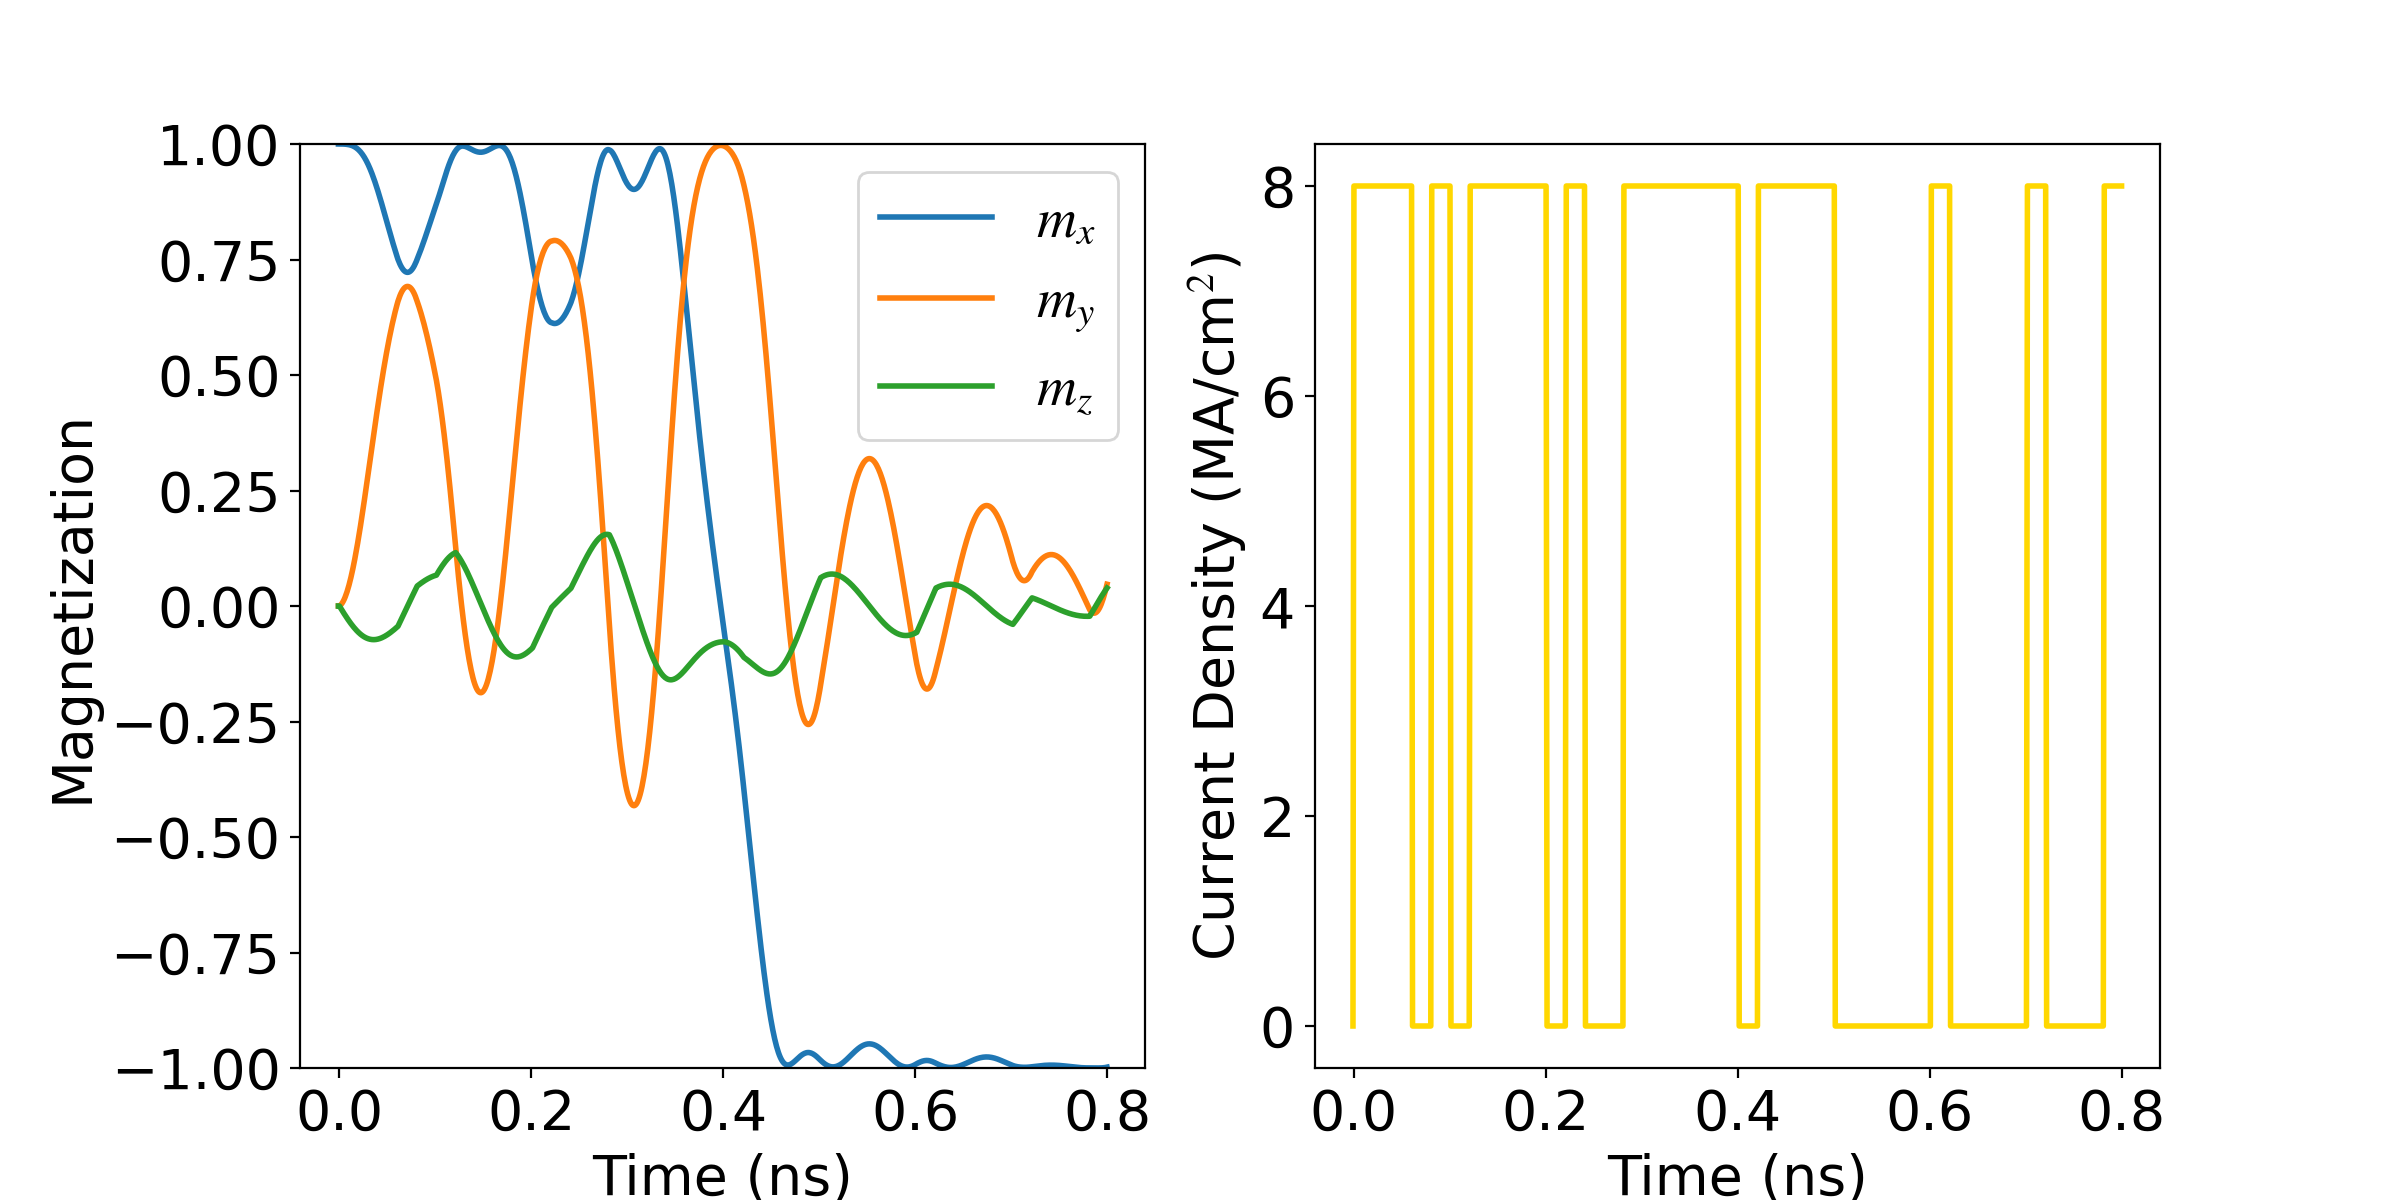 1.00
0.75
0.50
0.25
0.00
−0.25
−0.50
−0.75
−1.00
0.0 0.2 0.4 0.6 0.8
Time (ns)
Magnetization
m_x
m_y
m_z
8
6
4
2
0
0.0 0.2 0.4 0.6 0.8
Time (ns)
Current Density (MA/cm²)